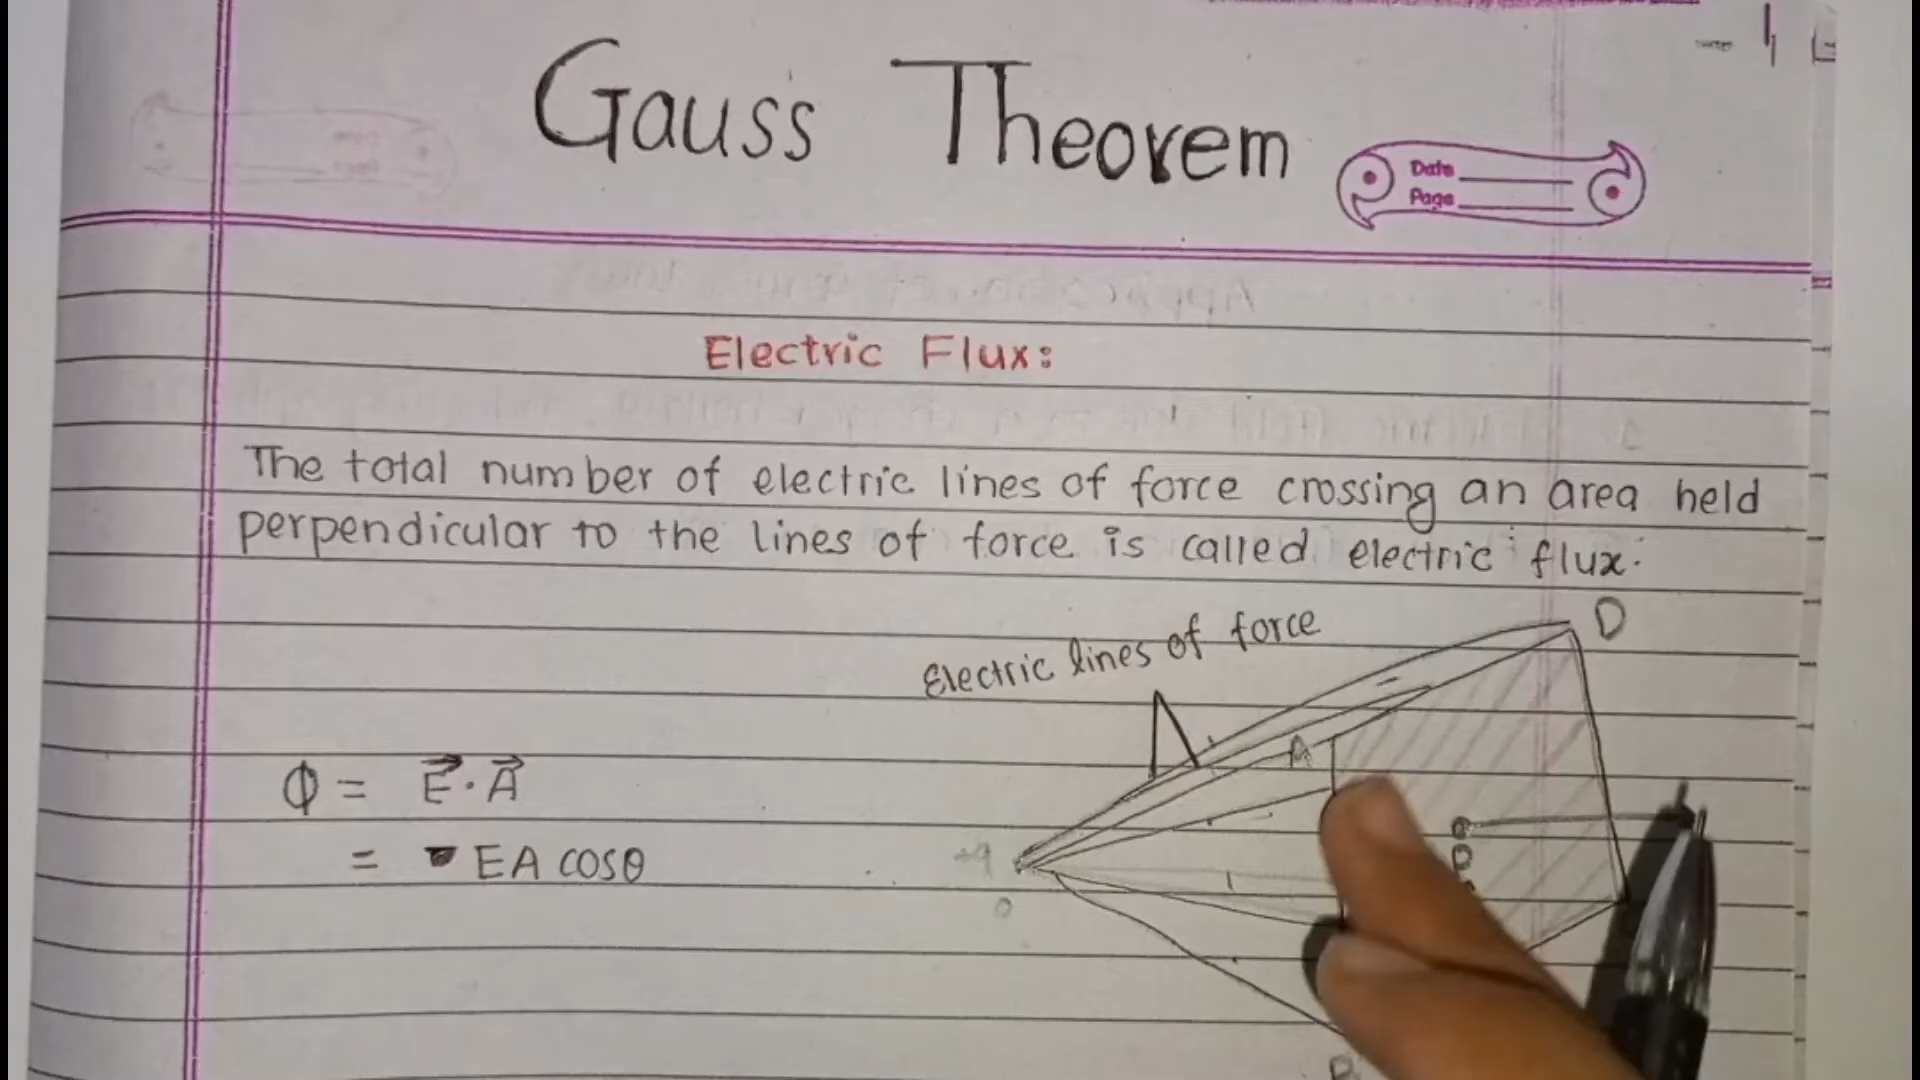 Gauss Theorem
Date
Page
Electric Flux:
The total number of electric lines of force crossing an area held
perpendicular to the lines of force is called electric flux.
Electric lines of force
D
A
Φ = E⃗ · A⃗
= EA cosθ
+q
O
P